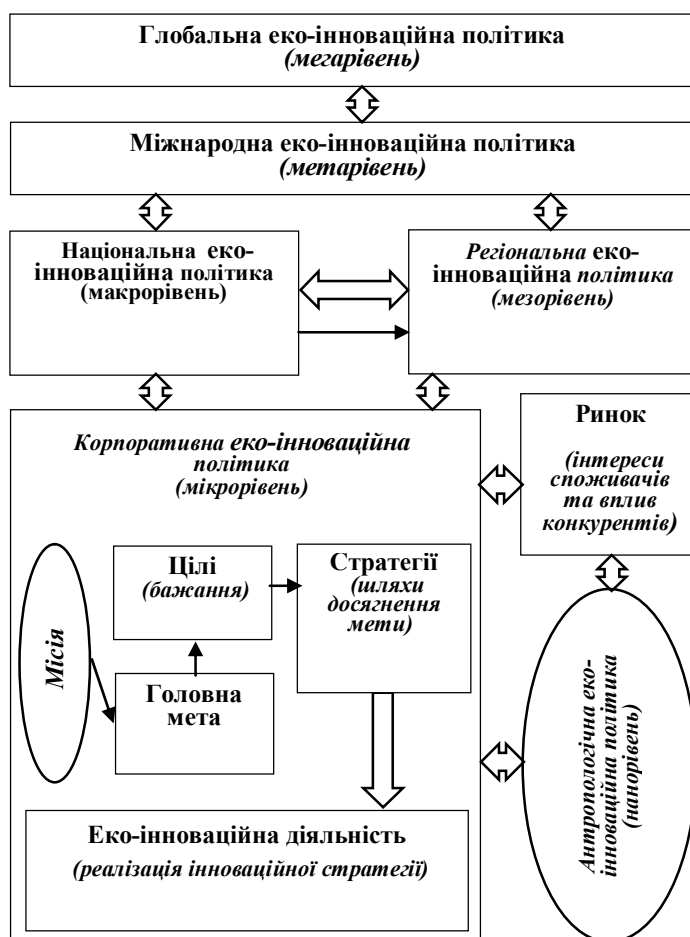 Глобальна еко-інноваційна політика
(мегарівень)
Міжнародна еко-інноваційна політика
(метарівень)
Національна еко-
інноваційна політика
(макрорівень)
Регіональна еко-
інноваційна політика
(мезорівень)
Корпоративна еко-інноваційна
політика
(мікрорівень)
Ринок
(інтереси
споживачів
та вплив
конкурентів)
Місія
Цілі
(бажання)
Стратегії
(шляхи
досягнення
мети)
Головна
мета
Еко-інноваційна діяльність
(реалізація інноваційної стратегії)
Антропологічна еко-
інноваційна політика
(нанорівень)